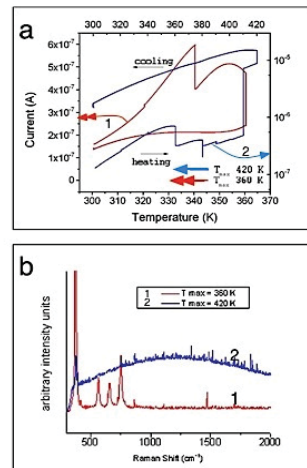 a
300 320 340 360 380 400 420
cooling
1
heating
2
T max 420 K
T max 360 K
Current (A)
6x10-7
5x10-7
4x10-7
3x10-7
2x10-7
1x10-7
0
10-5
10-6
10-7
300 310 320 330 340 350 360 370
Temperature (K)
b
1 T max = 360 K
2 T max = 420 K
2
1
arbitrary intensity units
500 1000 1500 2000
Raman Shift (cm-1)